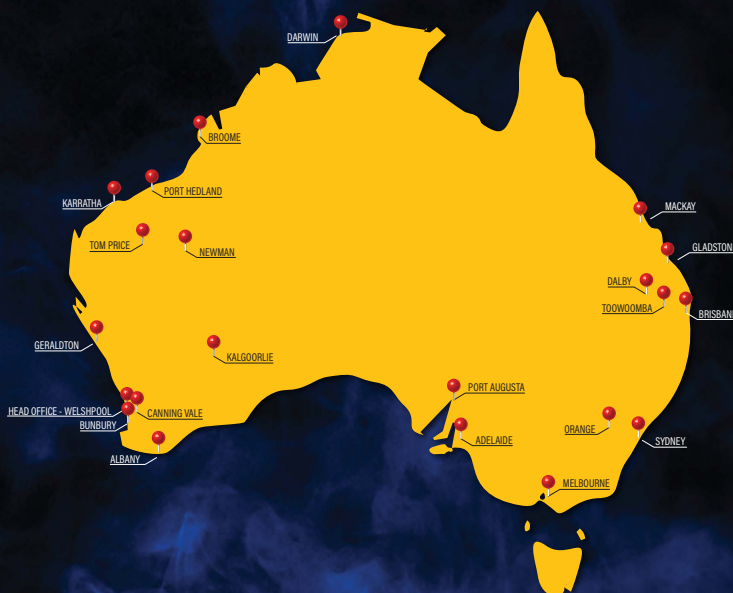 DARWIN
BROOME
PORT HEDLAND
KARRATHA
MACKAY
TOM PRICE
NEWMAN
GLADSTON
DALBY
TOOWOOMBA
BRISBAN
GERALDTON
KALGOORLIE
PORT AUGUSTA
HEAD OFFICE - WELSHPOOL
CANNING VALE
BUNBURY
ORANGE
ADELAIDE
SYDNEY
ALBANY
MELBOURNE